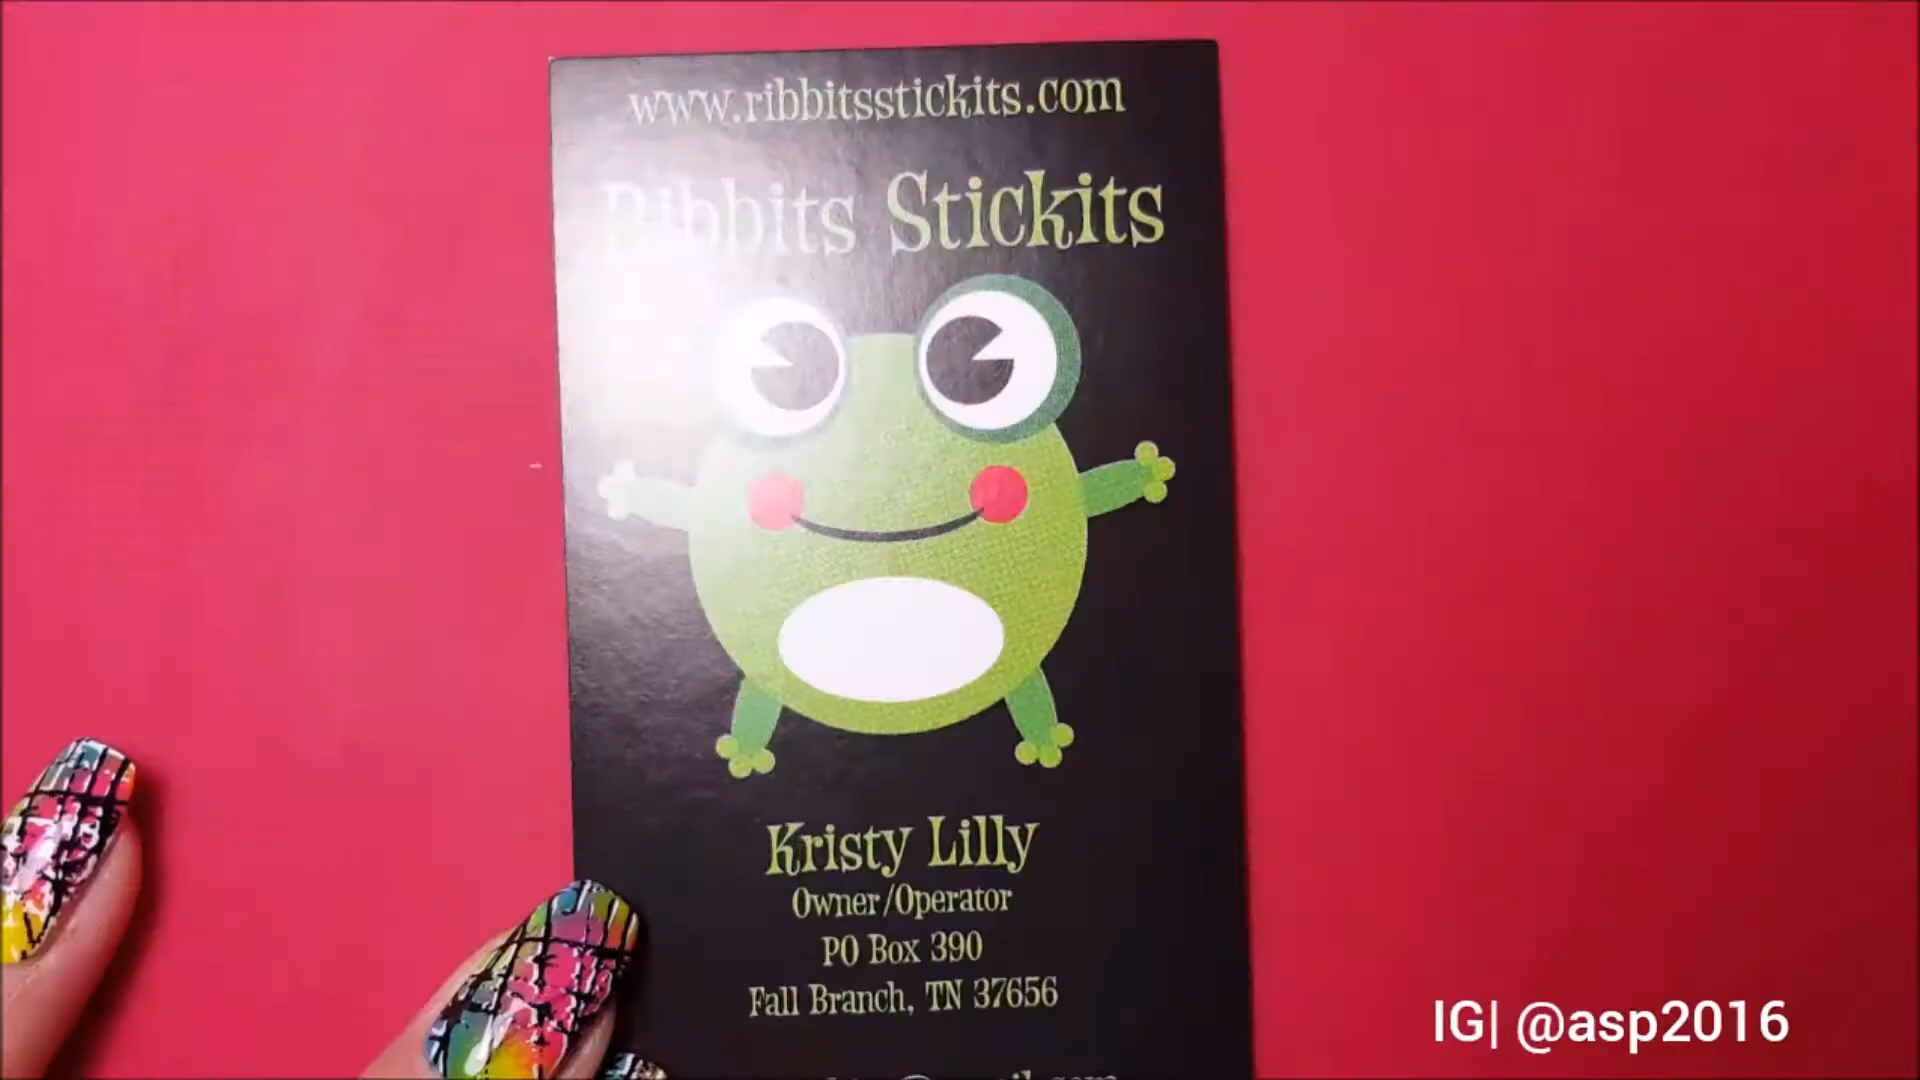 www.ribbitsstickits.com
Ribbits Stickits
Kristy Lilly
Owner/Operator
PO Box 390
Fall Branch, TN 37656
IG| @asp2016